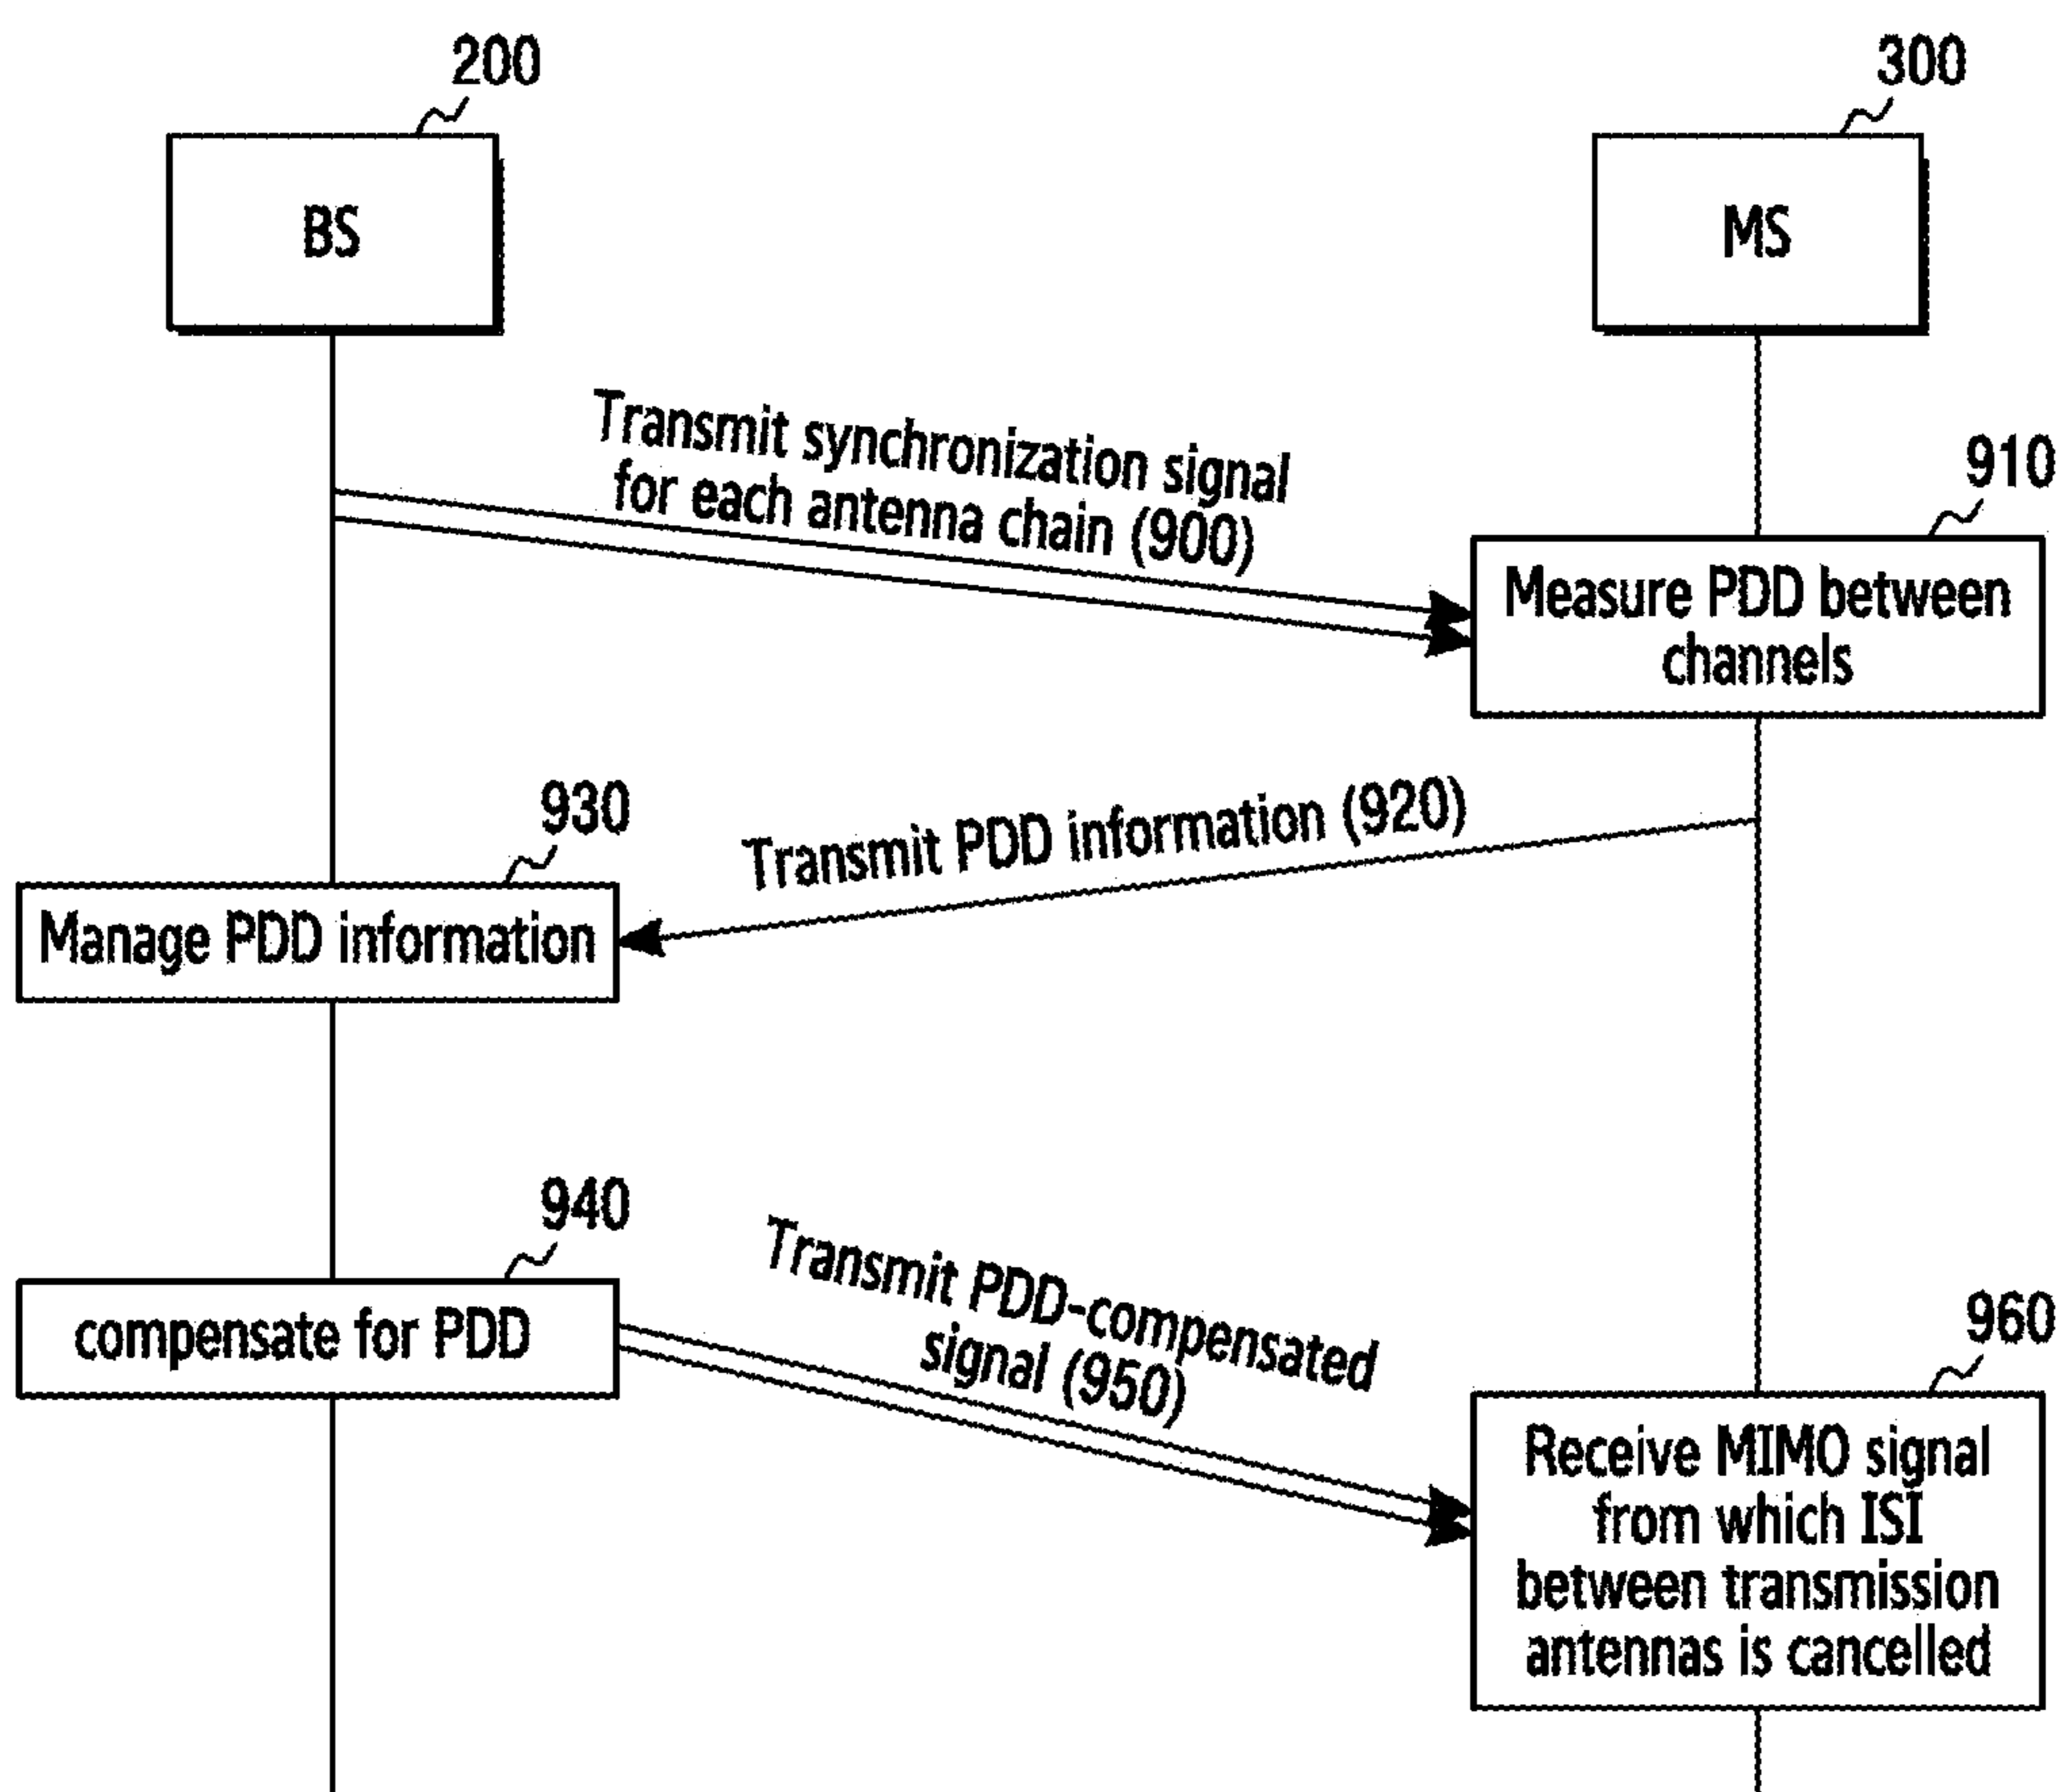 200
300
BS
MS
Transmit synchronization signal
for each antenna chain (900)
910
Measure PDD between
channels
930
Transmit PDD information (920)
Manage PDD information
940
Transmit PDD-compensated
signal (950)
compensate for PDD
960
Receive MIMO signal
from which ISI
between transmission
antennas is cancelled